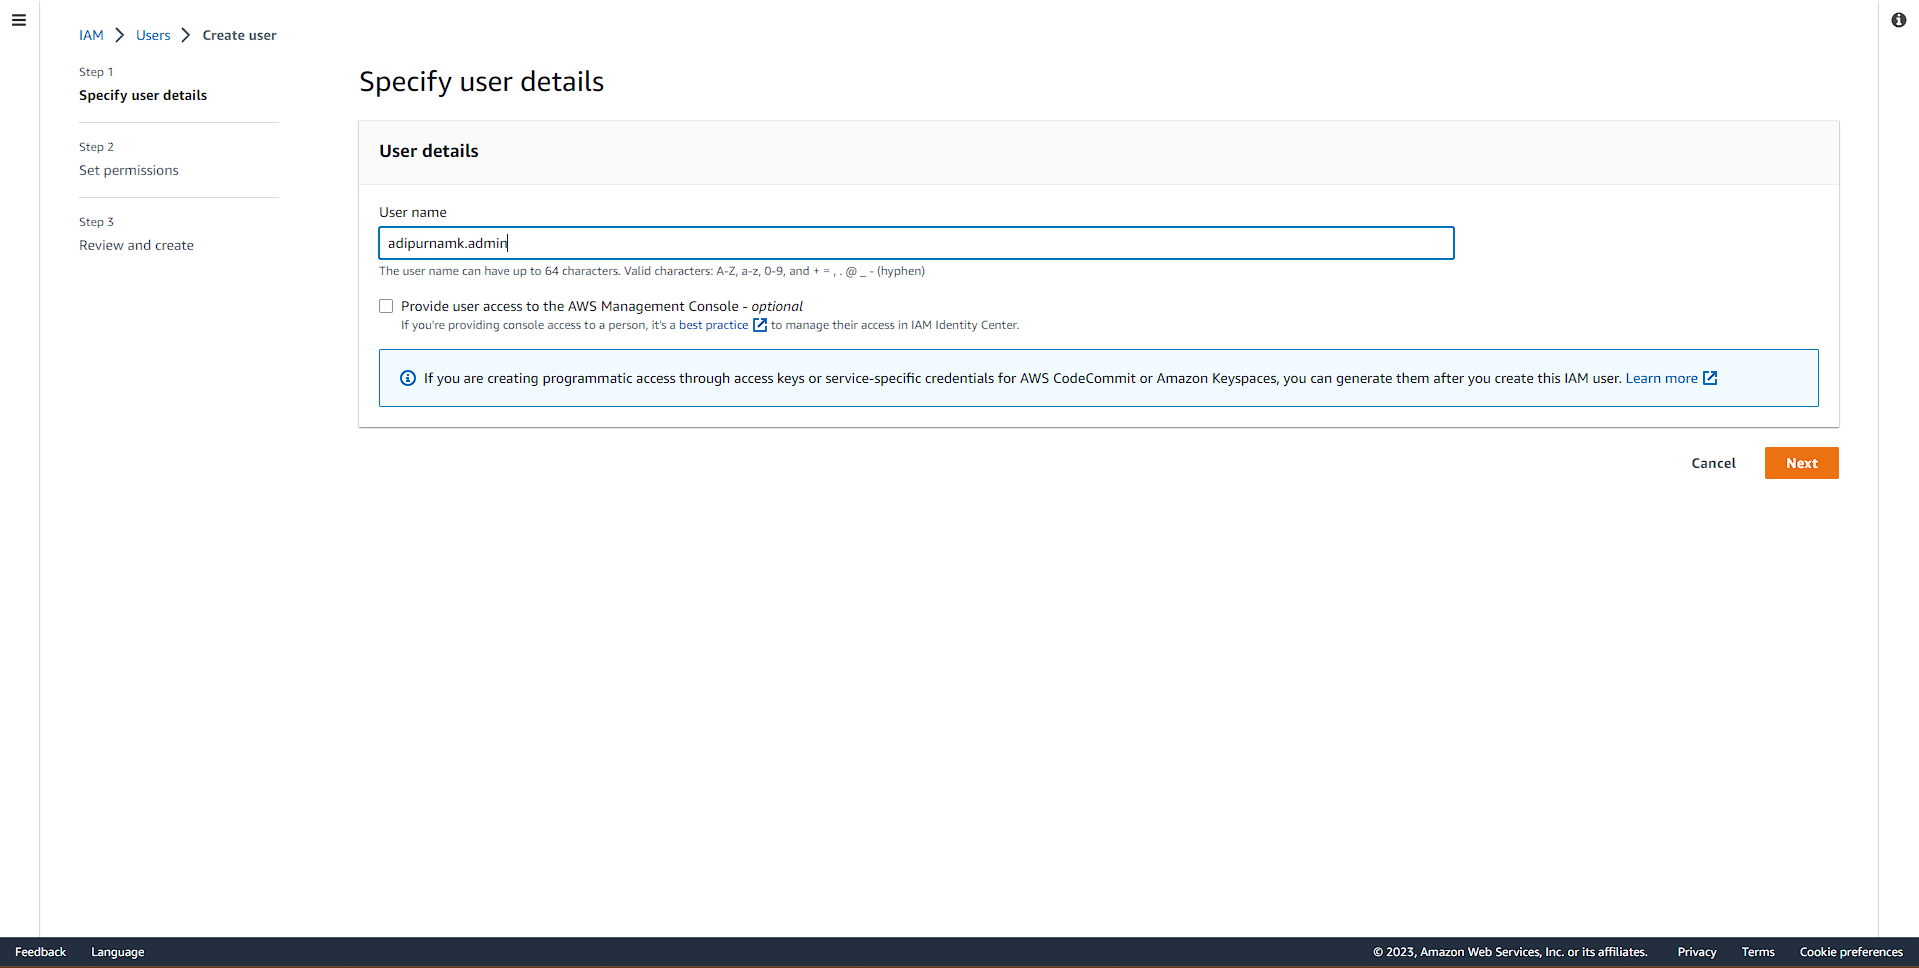 IAM > Users > Create user
Step 1
Specify user details
Step 2
Set permissions
Step 3
Review and create
Specify user details
User details
User name
adipurnamk.admin
The user name can have up to 64 characters. Valid characters: A-Z, a-z, 0-9, and + = , . @ _ - (hyphen)
Provide user access to the AWS Management Console - optional
If you're providing console access to a person, it's a best practice to manage their access in IAM Identity Center.
If you are creating programmatic access through access keys or service-specific credentials for AWS CodeCommit or Amazon Keyspaces, you can generate them after you create this IAM user. Learn more
Cancel Next
Feedback Language © 2023, Amazon Web Services, Inc. or its affiliates. Privacy Terms Cookie preferences